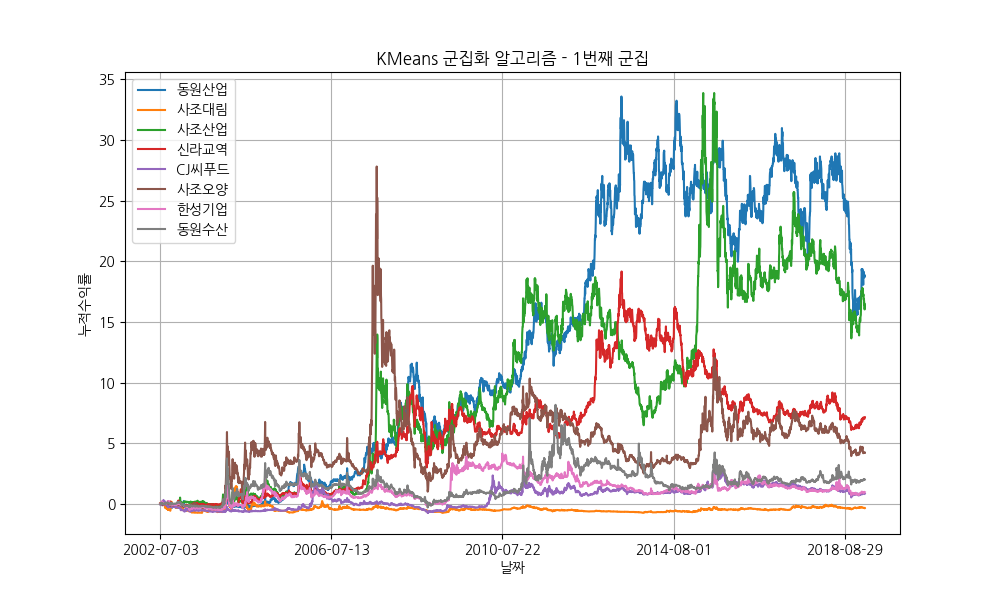 KMeans 군집화 알고리즘 - 1번째 군집
35
30
25
20
15
10
5
0
누적수익률
동원산업
사조대림
사조산업
신라교역
CJ씨푸드
사조오양
한성기업
동원수산
2002-07-03
2006-07-13
2010-07-22
2014-08-01
2018-08-29
날짜